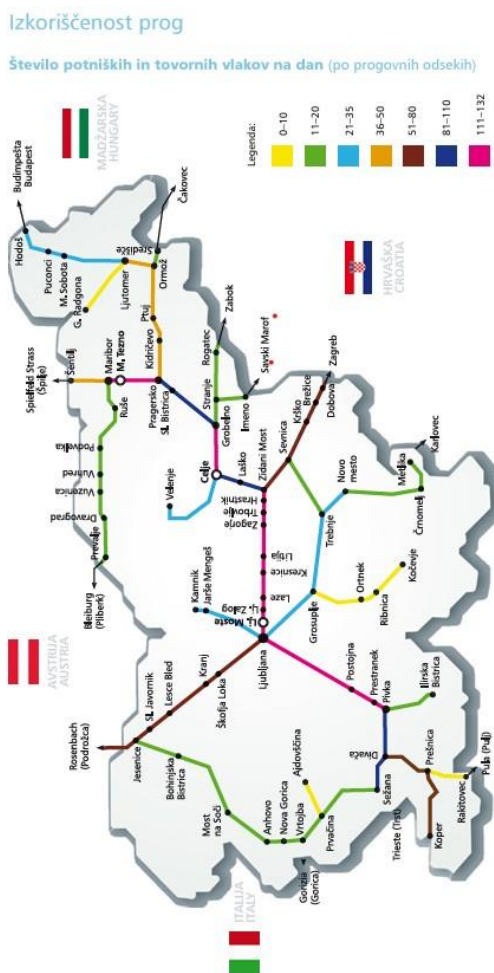 Izkoriščenost prog
Število potniških in tovornih vlakov na dan (po progovnih odsekih)
Legenda:
0–10
11–20
21–35
36–50
51–80
81–110
111–132
MADŽARSKA
HUNGARY
HRVAŠKA
CROATIA
AVSTRIJA
AUSTRIA
ITALIJA
ITALY
Budimpešta
Budapest
Hodoš
Puconci
M. Sobota
G. Radgona
Ljutomer
Središče
Ormož
Čakovec
Ptuj
Kidričevo
Spielfeld Strass
(Špilje)
Šentilj
Maribor
M. Tezno
Ruše
Pragersko
Sl. Bistrica
Podvelka
Vuhred
Vuzenica
Dravograd
Prevalje
Bleiburg
(Pliberk)
Rogatec
Zabok
Stranje
Grobelno
Imeno
Savski Marof
Celje
Velenje
Laško
Zidani Most
Hrastnik
Trbovlje
Zagorje
Sevnica
Krško
Brežice
Dobova
Zagreb
Litija
Kresnice
Laze
Lj. Zalog
Lj. Moste
Ljubljana
Kamnik
Jarše Mengeš
Trebnje
Novo
mesto
Metlika
Karlovec
Črnomelj
Grosuplje
Ortnek
Ribnica
Kočevje
Kranj
Škofja Loka
Lesce Bled
Sl. Javornik
Jesenice
Rosenbach
(Podrožca)
Bohinjska
Bistrica
Most
na Soči
Anhovo
Nova Gorica
Vrtojba
Gorizia
(Gorica)
Ajdovščina
Prvačina
Postojna
Prestranek
Pivka
Ilirska
Bistrica
Divača
Sežana
Trieste (Trst)
Prešnica
Koper
Rakitovec
Pula (Pulj)